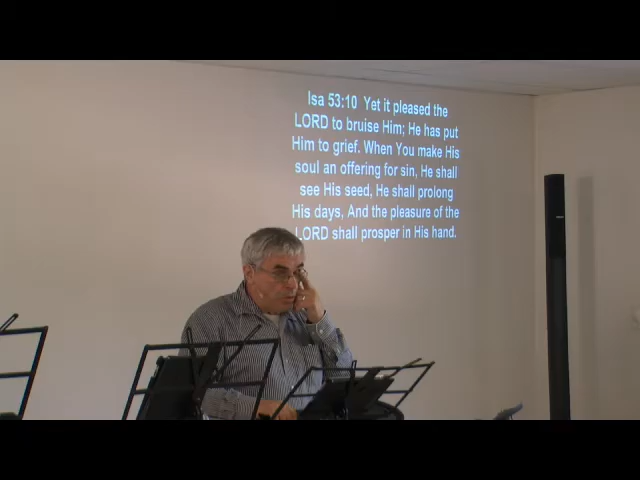 Isa 53:10 Yet it pleased the
LORD to bruise Him; He has put
Him to grief. When You make His
soul an offering for sin, He shall
see His seed, He shall prolong
His days, And the pleasure of the
LORD shall prosper in His hand.